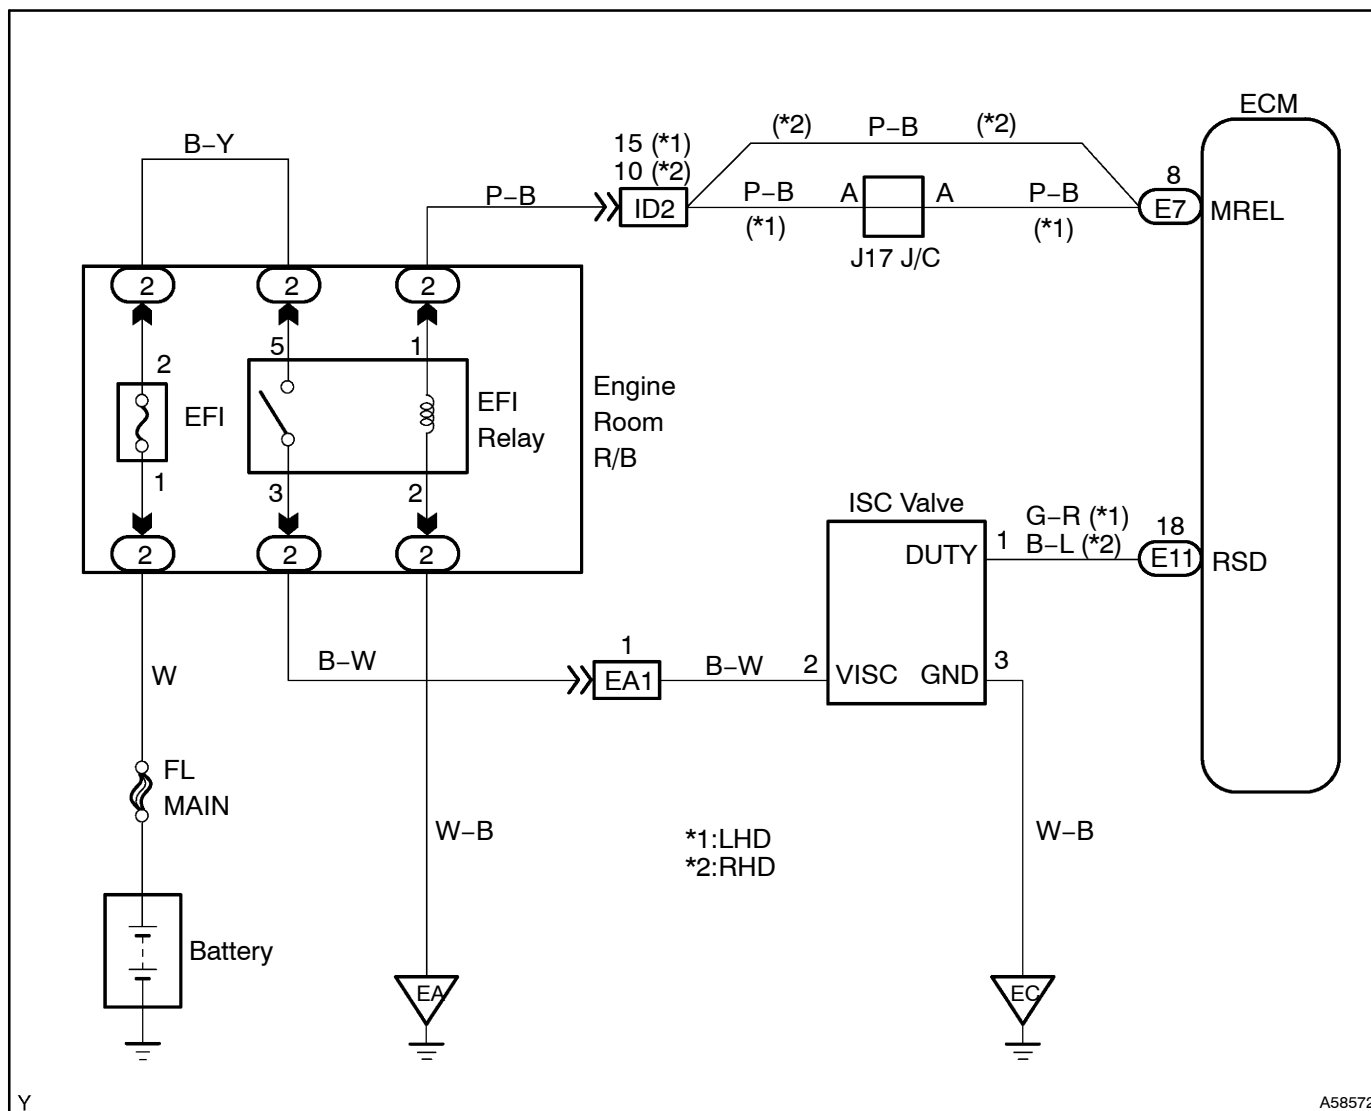 ECM
(*2) P-B (*2)
15 (*1)
10 (*2)
B-Y
P-B
ID2
P-B
(*1)
A
A
J17 J/C
P-B
(*1)
8
E7
MREL
2
2
2
2
5
1
EFI
EFI
Relay
Engine
Room
R/B
1
3
2
2
2
2
ISC Valve
DUTY
1
G-R (*1)
B-L (*2)
18
E11
RSD
W
B-W
1
EA1
B-W
2
VISC
GND
3
FL
MAIN
W-B
*1:LHD
*2:RHD
W-B
Battery
EA
EC
Y
A58572